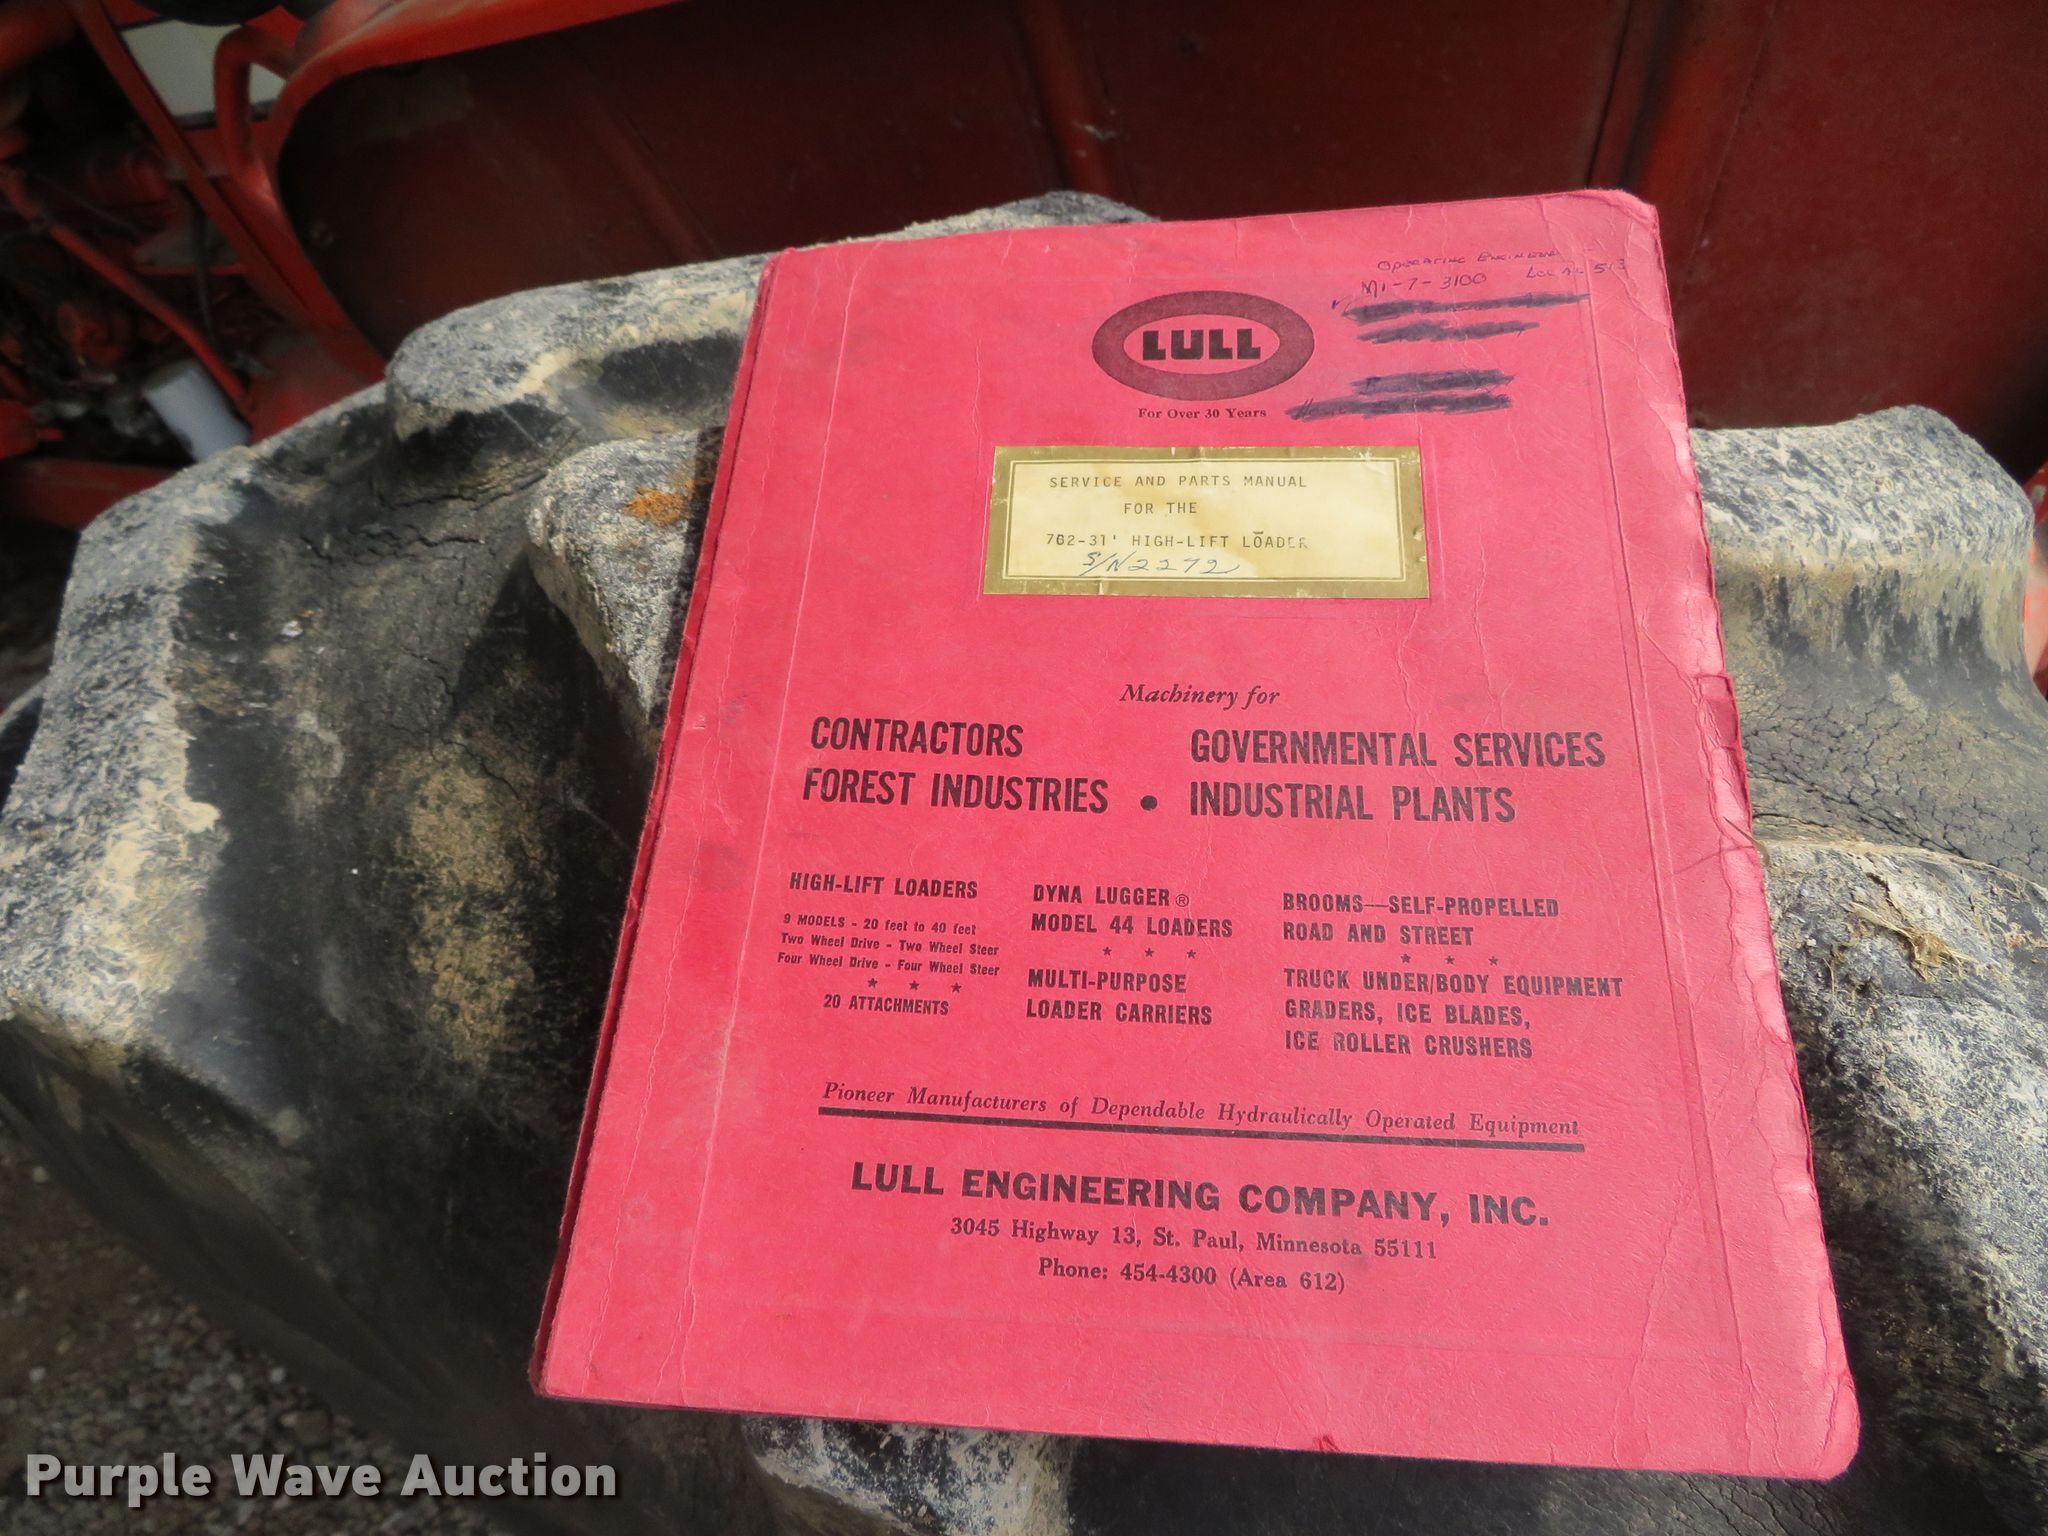 OPERATING ENGINEERS
M1-7-3100 LOCAL 513
LULL
For Over 30 Years
SERVICE AND PARTS MANUAL
FOR THE
762-31' HIGH-LIFT LOADER
S/N 2272
Machinery for
CONTRACTORS GOVERNMENTAL SERVICES
FOREST INDUSTRIES • INDUSTRIAL PLANTS
HIGH-LIFT LOADERS
9 MODELS - 20 feet to 40 feet
Two Wheel Drive - Two Wheel Steer
Four Wheel Drive - Four Wheel Steer
* * *
20 ATTACHMENTS
DYNA LUGGER®
MODEL 44 LOADERS
* * *
MULTI-PURPOSE
LOADER CARRIERS
BROOMS—SELF-PROPELLED
ROAD AND STREET
* * *
TRUCK UNDER/BODY EQUIPMENT
GRADERS, ICE BLADES,
ICE ROLLER CRUSHERS
Pioneer Manufacturers of Dependable Hydraulically Operated Equipment
LULL ENGINEERING COMPANY, INC.
3045 Highway 13, St. Paul, Minnesota 55111
Phone: 454-4300 (Area 612)
Purple Wave Auction